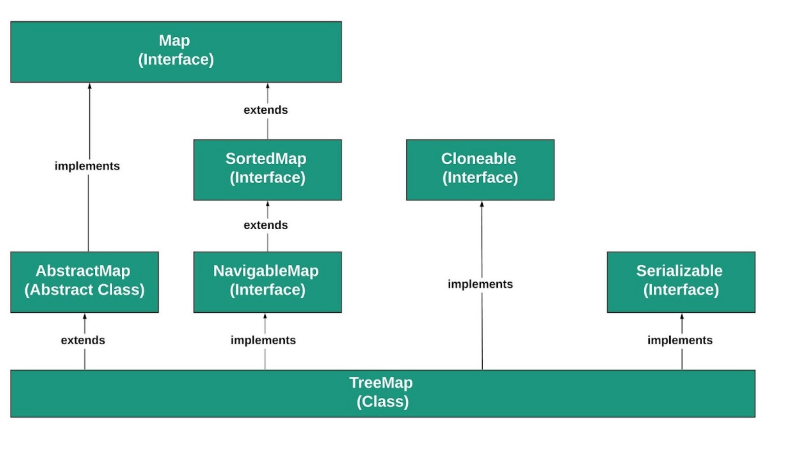 Map
(Interface)
extends
implements
SortedMap
(Interface)
Cloneable
(Interface)
extends
AbstractMap
(Abstract Class)
NavigableMap
(Interface)
implements
Serializable
(Interface)
extends
implements
implements
TreeMap
(Class)